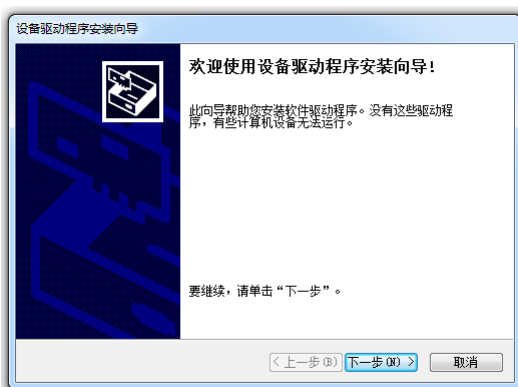 设备驱动程序安装向导
欢迎使用设备驱动程序安装向导!
此向导帮助您安装软件驱动程序。没有这些驱动程
序，有些计算机设备无法运行。
要继续，请单击“下一步”。
< 上一步(B) 下一步(N) > 取消